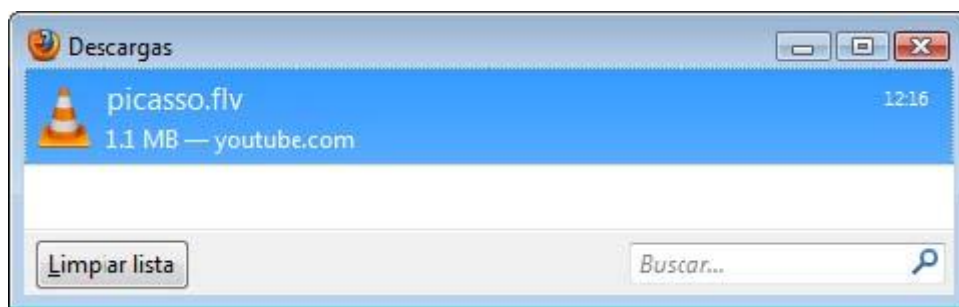 Descargas
picasso.flv
12:16
1.1 MB — youtube.com
Limpiar lista
Buscar...